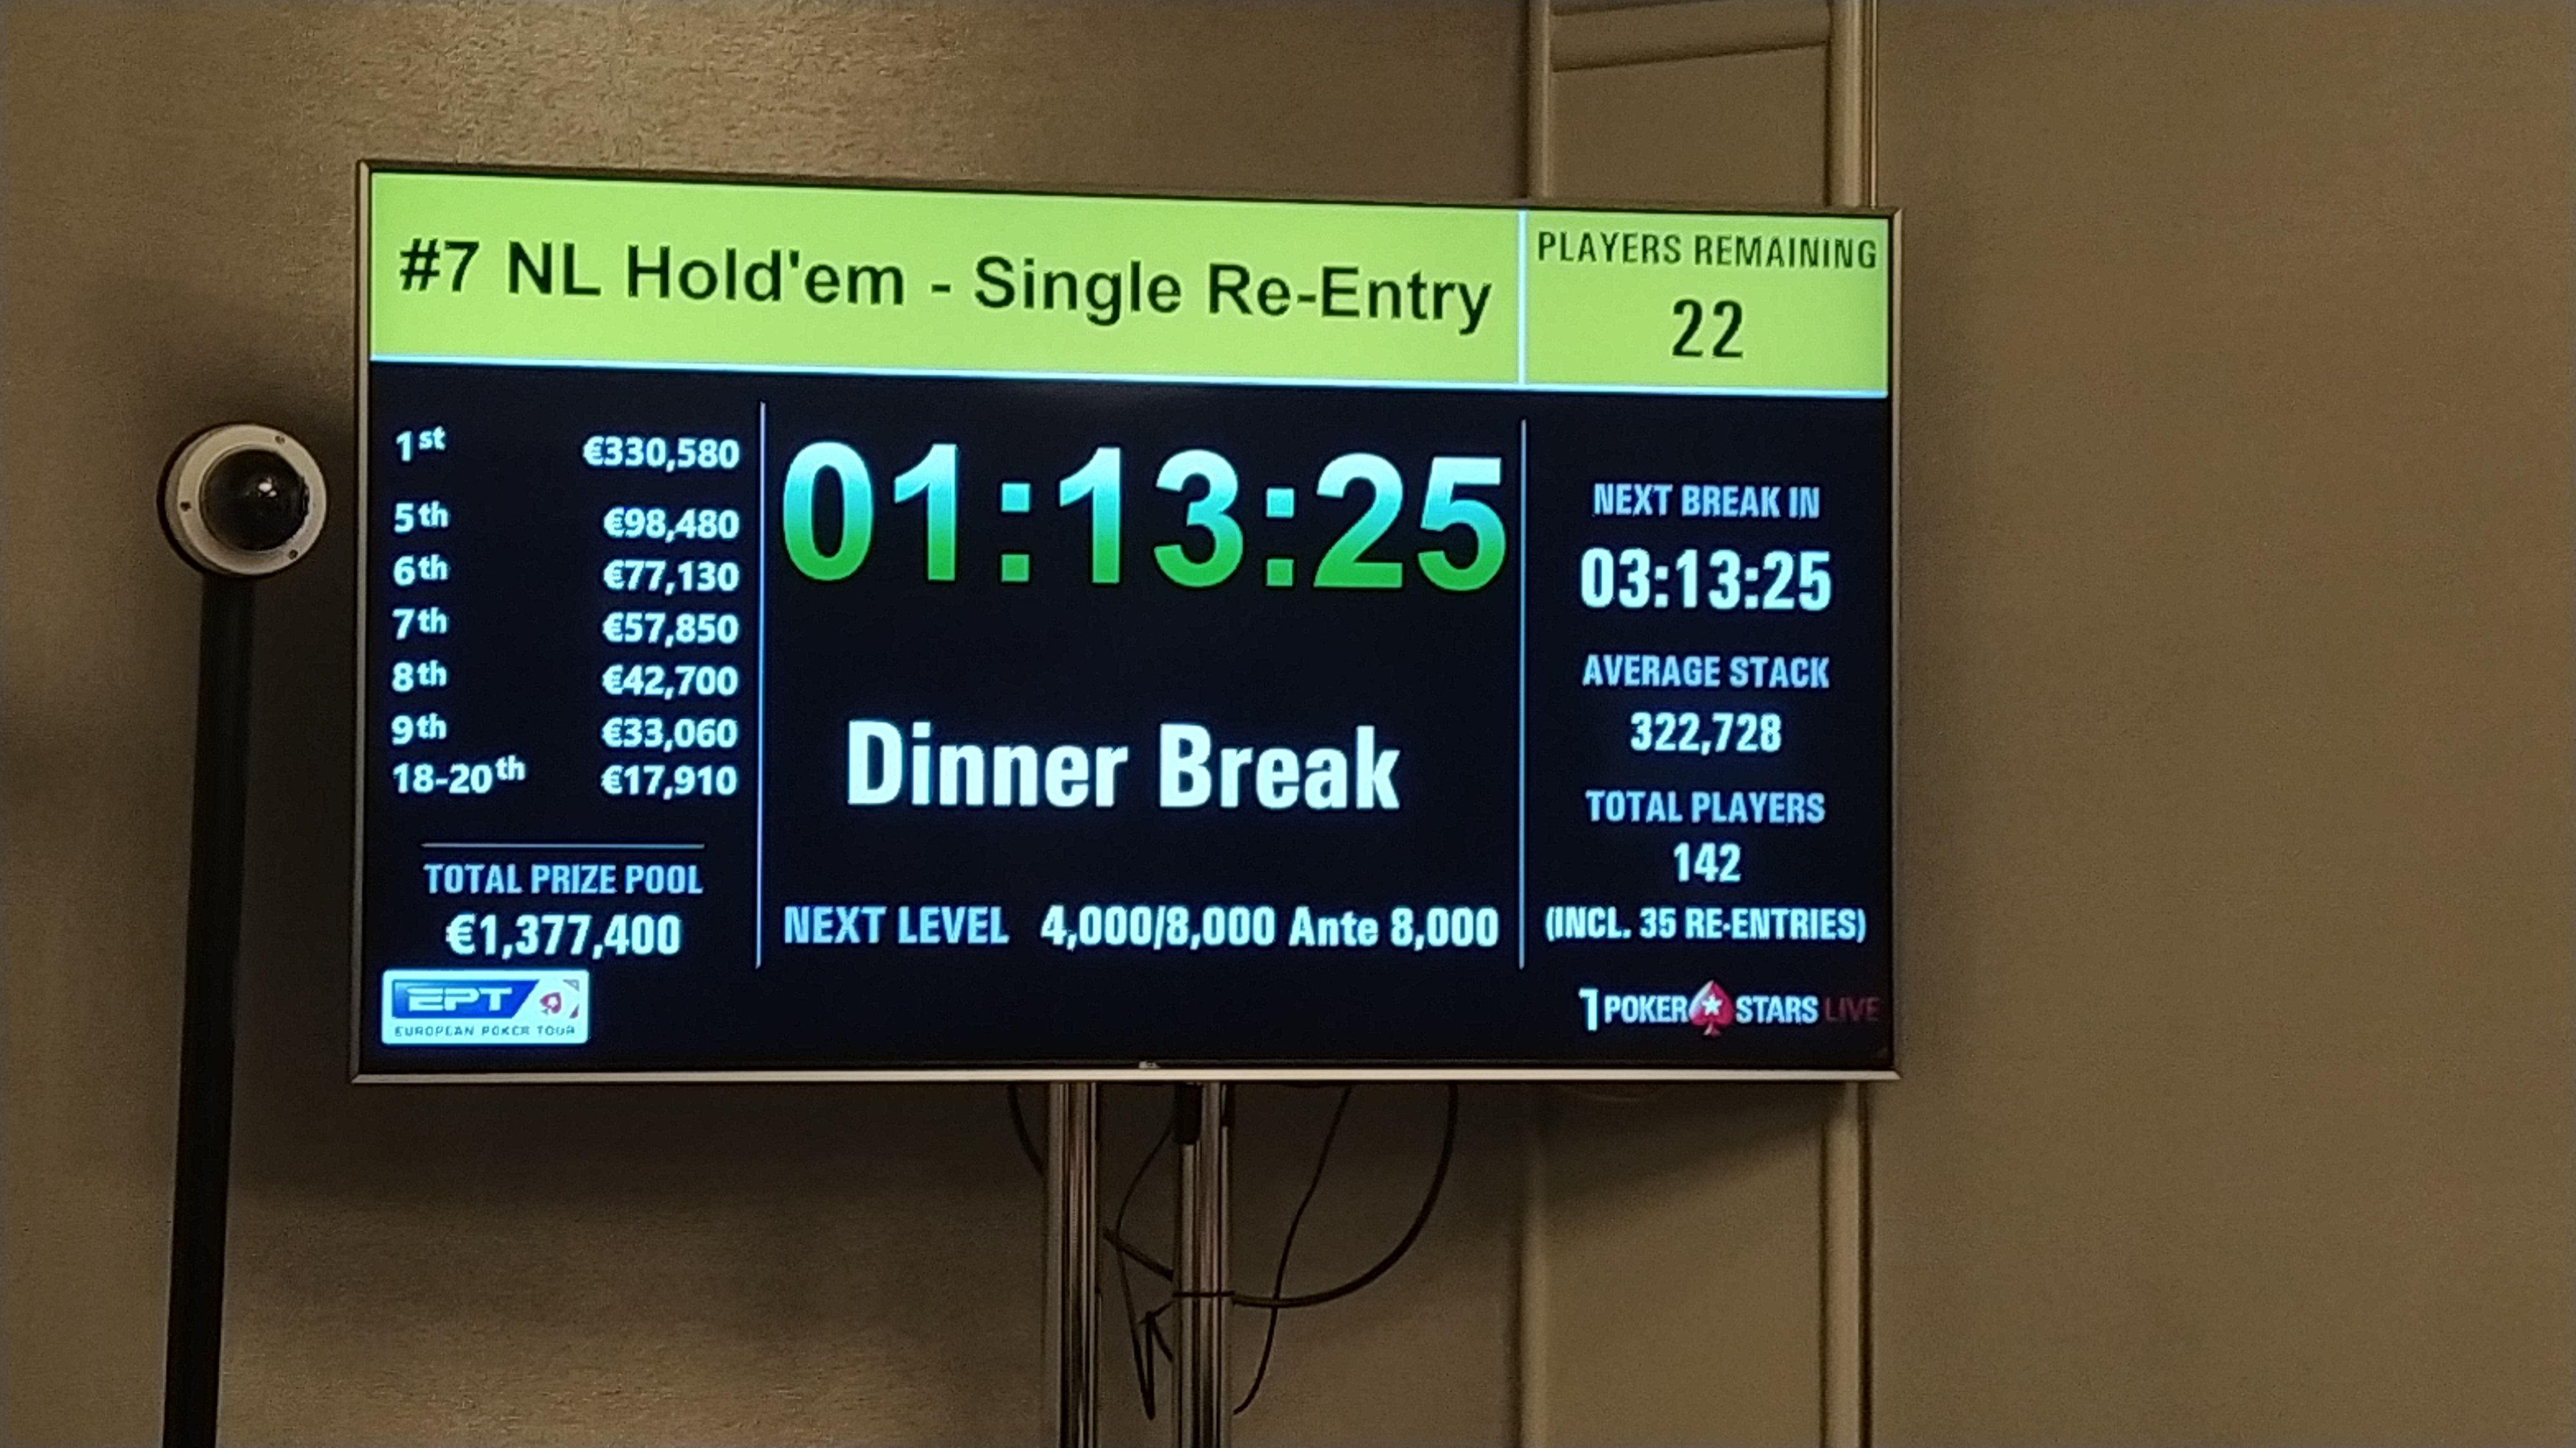 #7 NL Hold'em - Single Re-Entry
PLAYERS REMAINING
22
1st €330,580
5th €98,480
6th €77,130
7th €57,850
8th €42,700
9th €33,060
18-20th €17,910
TOTAL PRIZE POOL
€1,377,400
EPT
EUROPEAN POKER TOUR
01:13:25
Dinner Break
NEXT LEVEL 4,000/8,000 Ante 8,000
NEXT BREAK IN
03:13:25
AVERAGE STACK
322,728
TOTAL PLAYERS
142
(INCL. 35 RE-ENTRIES)
1 POKERSTARS LIVE